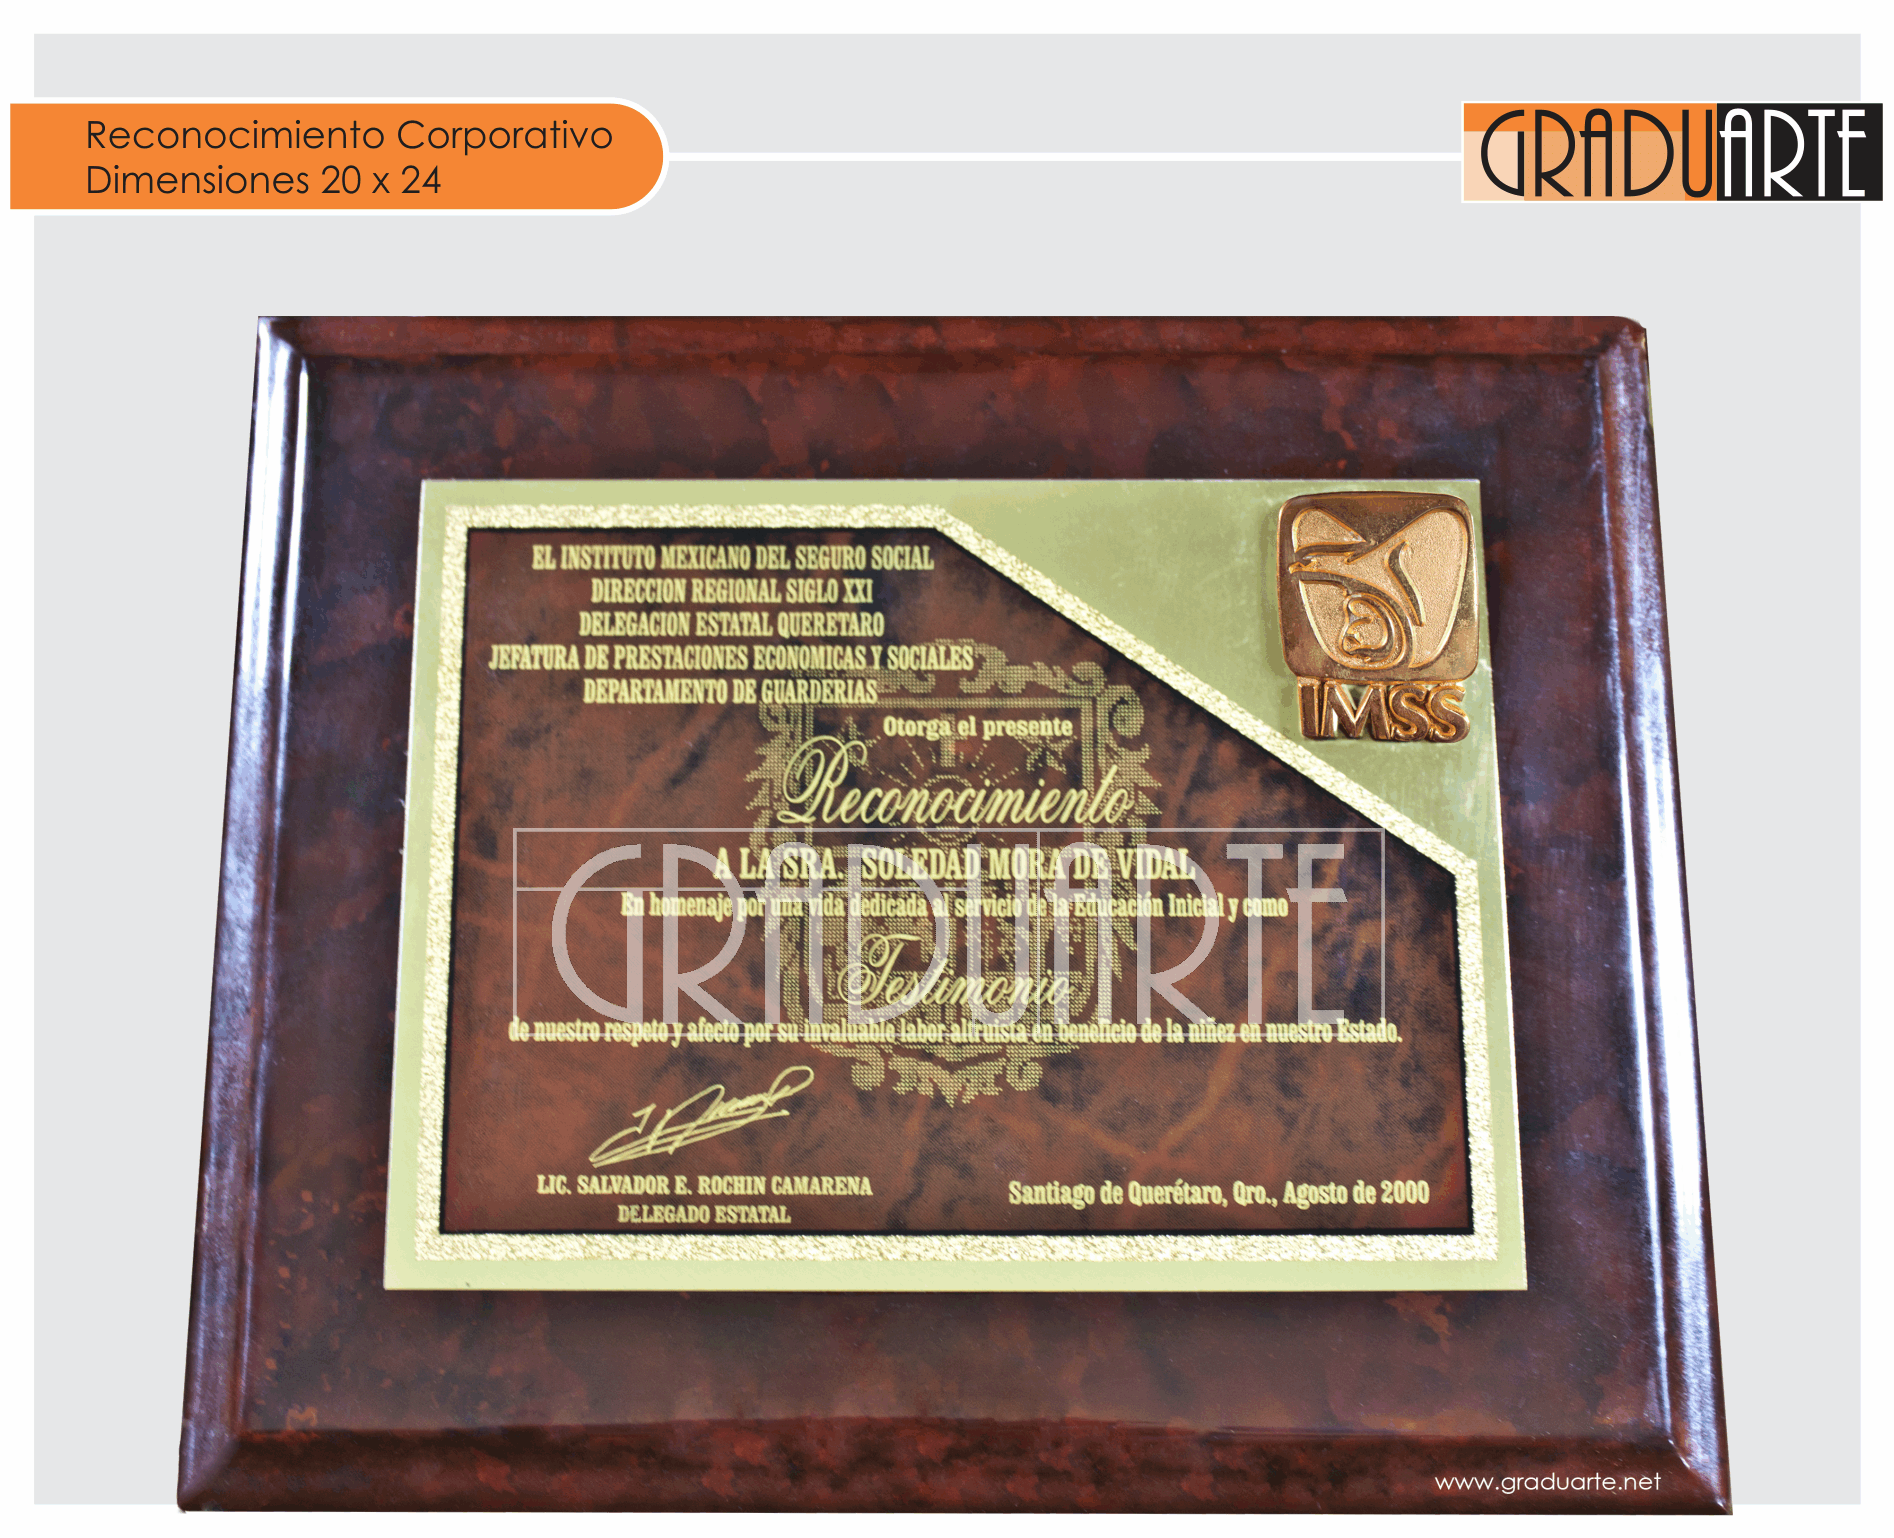 Reconocimiento Corporativo
Dimensiones 20 x 24
GRADUARTE
EL INSTITUTO MEXICANO DEL SEGURO SOCIAL
DIRECCION REGIONAL SIGLO XXI
DELEGACION ESTATAL QUERETARO
JEFATURA DE PRESTACIONES ECONOMICAS Y SOCIALES
DEPARTAMENTO DE GUARDERIAS
IMSS
Otorga el presente
Reconocimiento
A LA SRA. SOLEDAD MORA DE VIDAL
En homenaje por una vida dedicada al servicio de la Educación Inicial y como
GRADUARTE
Testimonio
de nuestro respeto y afecto por su invaluable labor altruista en beneficio de la niñez en nuestro Estado.
LIC. SALVADOR E. ROCHIN CAMARENA
DELEGADO ESTATAL
Santiago de Querétaro, Qro., Agosto de 2000
www.graduarte.net